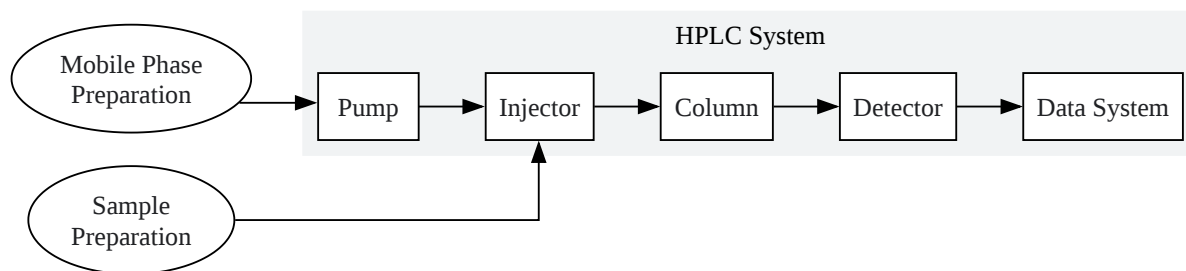 HPLC System
Mobile Phase
Preparation
Pump
Injector
Column
Detector
Data System
Sample
Preparation